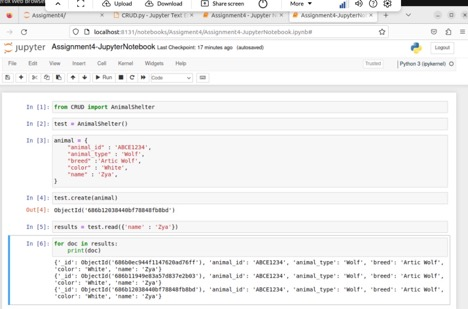 Upload
Download
Share screen
More
Assignment4/
CRUD.py - Jupyter Text
Assignment4 - Jupyter
Assignment4-JupyterNote
localhost:8131/notebooks/Assigment4/Assignment4-JupyterNotebook.ipynb#
jupyter Assignment4-JupyterNotebook Last Checkpoint: 17 minutes ago (autosaved)
Logout
File Edit View Insert Cell Kernel Widgets Help
Trusted
Python 3 (ipykernel)
Run
Code
In [1]: from CRUD import AnimalShelter
In [2]: test = AnimalShelter()
In [3]: animal = {
"animal_id" : 'ABCE1234',
"animal_type" : 'Wolf',
"breed" :'Artic Wolf',
"color" : 'White',
"name" : 'Zya',
}
In [4]: test.create(animal)
Out[4]: ObjectId('686b12038440bf78848fb8bd')
In [5]: results = test.read({'name' : 'Zya'})
In [6]: for doc in results:
print(doc)
{'_id': ObjectId('686b0ec944f1147620ad76ff'), 'animal_id': 'ABCE1234', 'animal_type': 'Wolf', 'breed': 'Artic Wolf',
'color': 'White', 'name': 'Zya'}
{'_id': ObjectId('686b11949e83a57d837e2b03'), 'animal_id': 'ABCE1234', 'animal_type': 'Wolf', 'breed': 'Artic Wolf',
'color': 'White', 'name': 'Zya'}
{'_id': ObjectId('686b12038440bf78848fb8bd'), 'animal_id': 'ABCE1234', 'animal_type': 'Wolf', 'breed': 'Artic Wolf',
'color': 'White', 'name': 'Zya'}